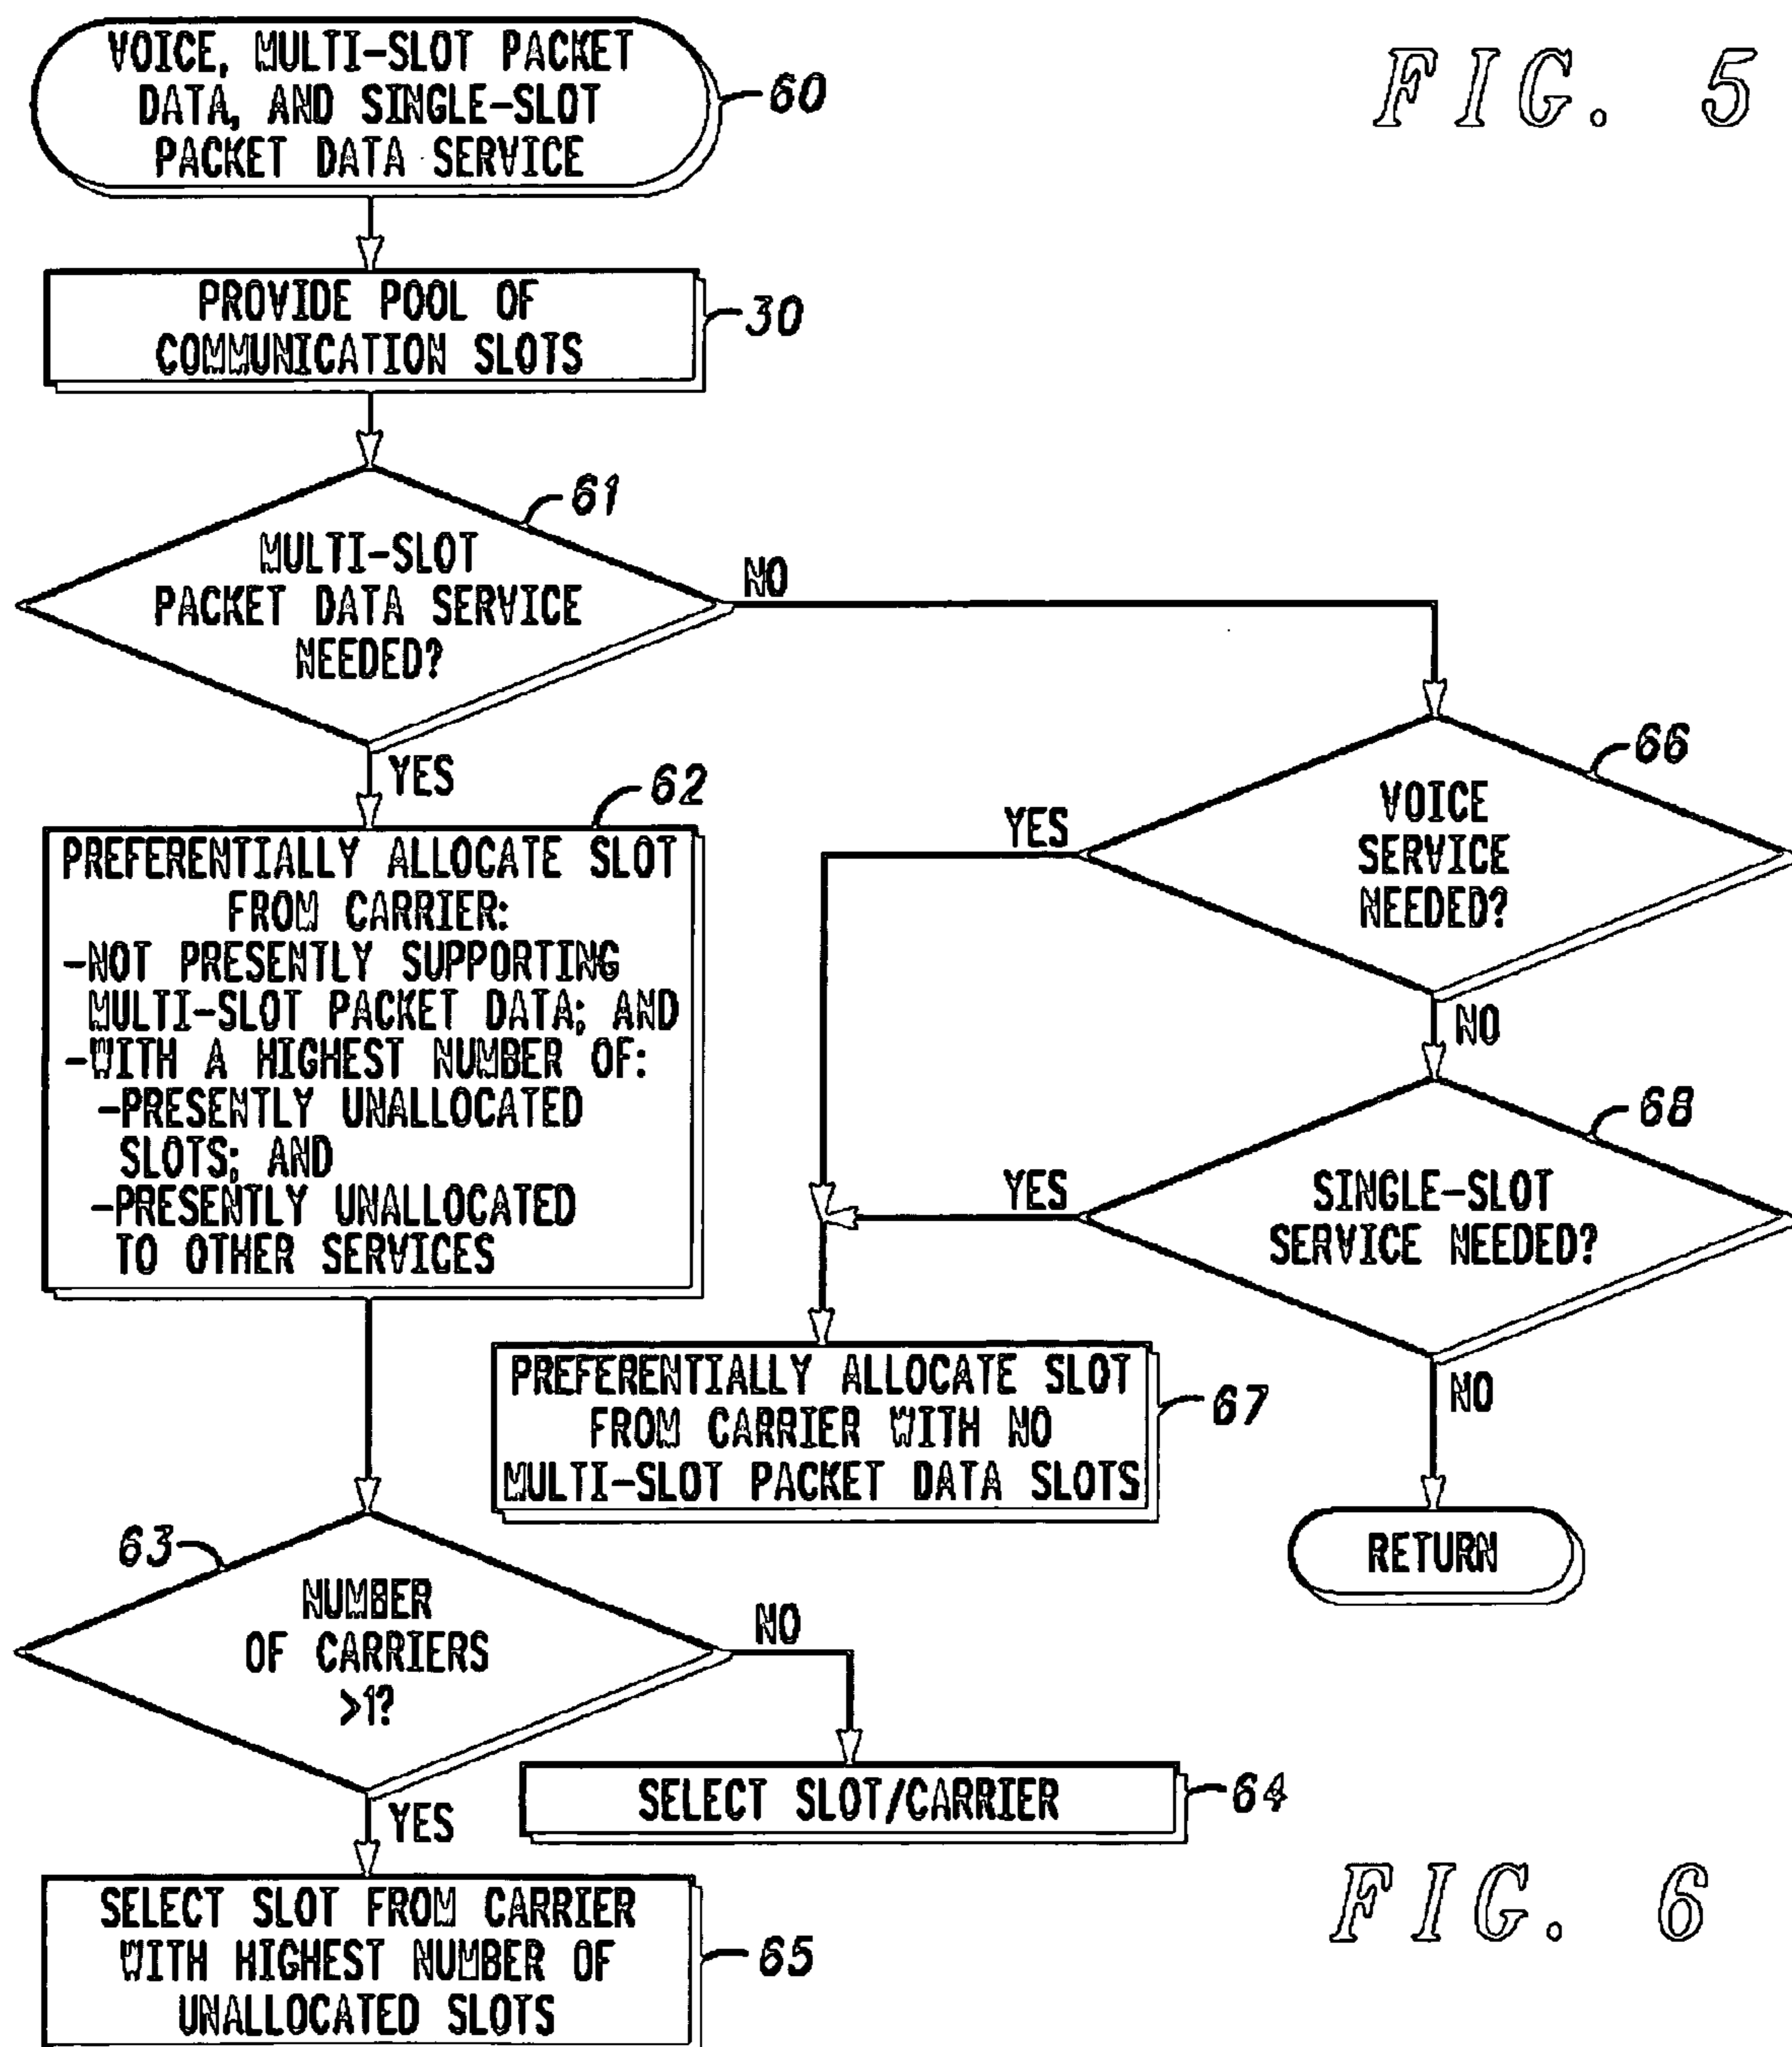 FIG. 5
VOICE, MULTI-SLOT PACKET
DATA, AND SINGLE-SLOT
PACKET DATA SERVICE
60
PROVIDE POOL OF
COMMUNICATION SLOTS
30
61
MULTI-SLOT
PACKET DATA SERVICE
NEEDED?
NO
YES
62
PREFERENTIALLY ALLOCATE SLOT
FROM CARRIER:
-NOT PRESENTLY SUPPORTING
MULTI-SLOT PACKET DATA; AND
-WITH A HIGHEST NUMBER OF:
-PRESENTLY UNALLOCATED
SLOTS; AND
-PRESENTLY UNALLOCATED
TO OTHER SERVICES
66
VOICE
SERVICE
NEEDED?
YES
NO
68
SINGLE-SLOT
SERVICE NEEDED?
YES
NO
PREFERENTIALLY ALLOCATE SLOT
FROM CARRIER WITH NO
MULTI-SLOT PACKET DATA SLOTS
67
RETURN
63
NUMBER
OF CARRIERS
>1?
NO
YES
SELECT SLOT/CARRIER
64
SELECT SLOT FROM CARRIER
WITH HIGHEST NUMBER OF
UNALLOCATED SLOTS
65
FIG. 6